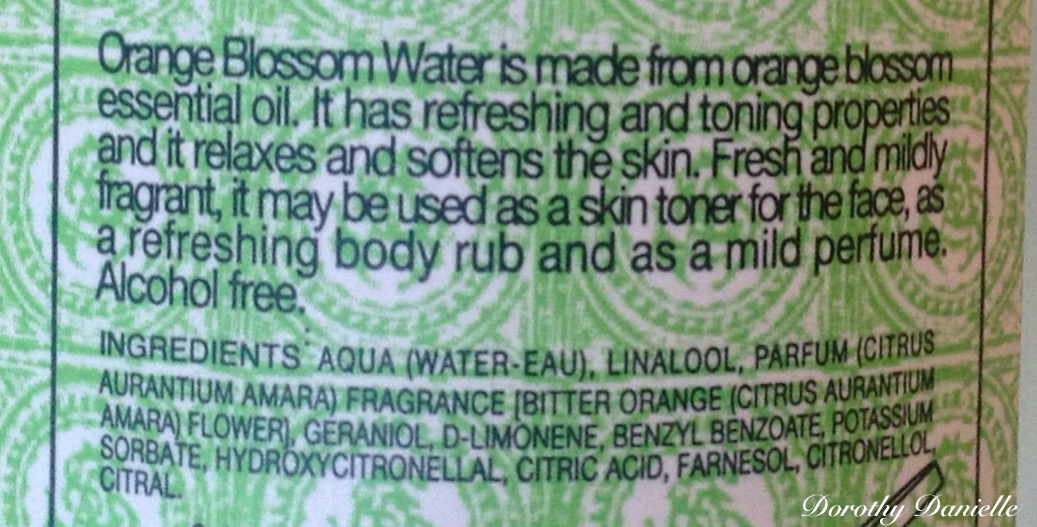 Orange Blossom Water is made from orange blossom
essential oil. It has refreshing and toning properties
and it relaxes and softens the skin. Fresh and mildly
fragrant, it may be used as a skin toner for the face, as
a refreshing body rub and as a mild perfume.
Alcohol free.
INGREDIENTS: AQUA (WATER-EAU), LINALOOL, PARFUM (CITRUS
AURANTIUM AMARA) FRAGRANCE [BITTER ORANGE (CITRUS AURANTIUM
AMARA) FLOWER], GERANIOL, D-LIMONENE, BENZYL BENZOATE, POTASSIUM
SORBATE, HYDROXYCITRONELLAL, CITRIC ACID, FARNESOL, CITRONELLOL,
CITRAL.
Dorothy Danielle